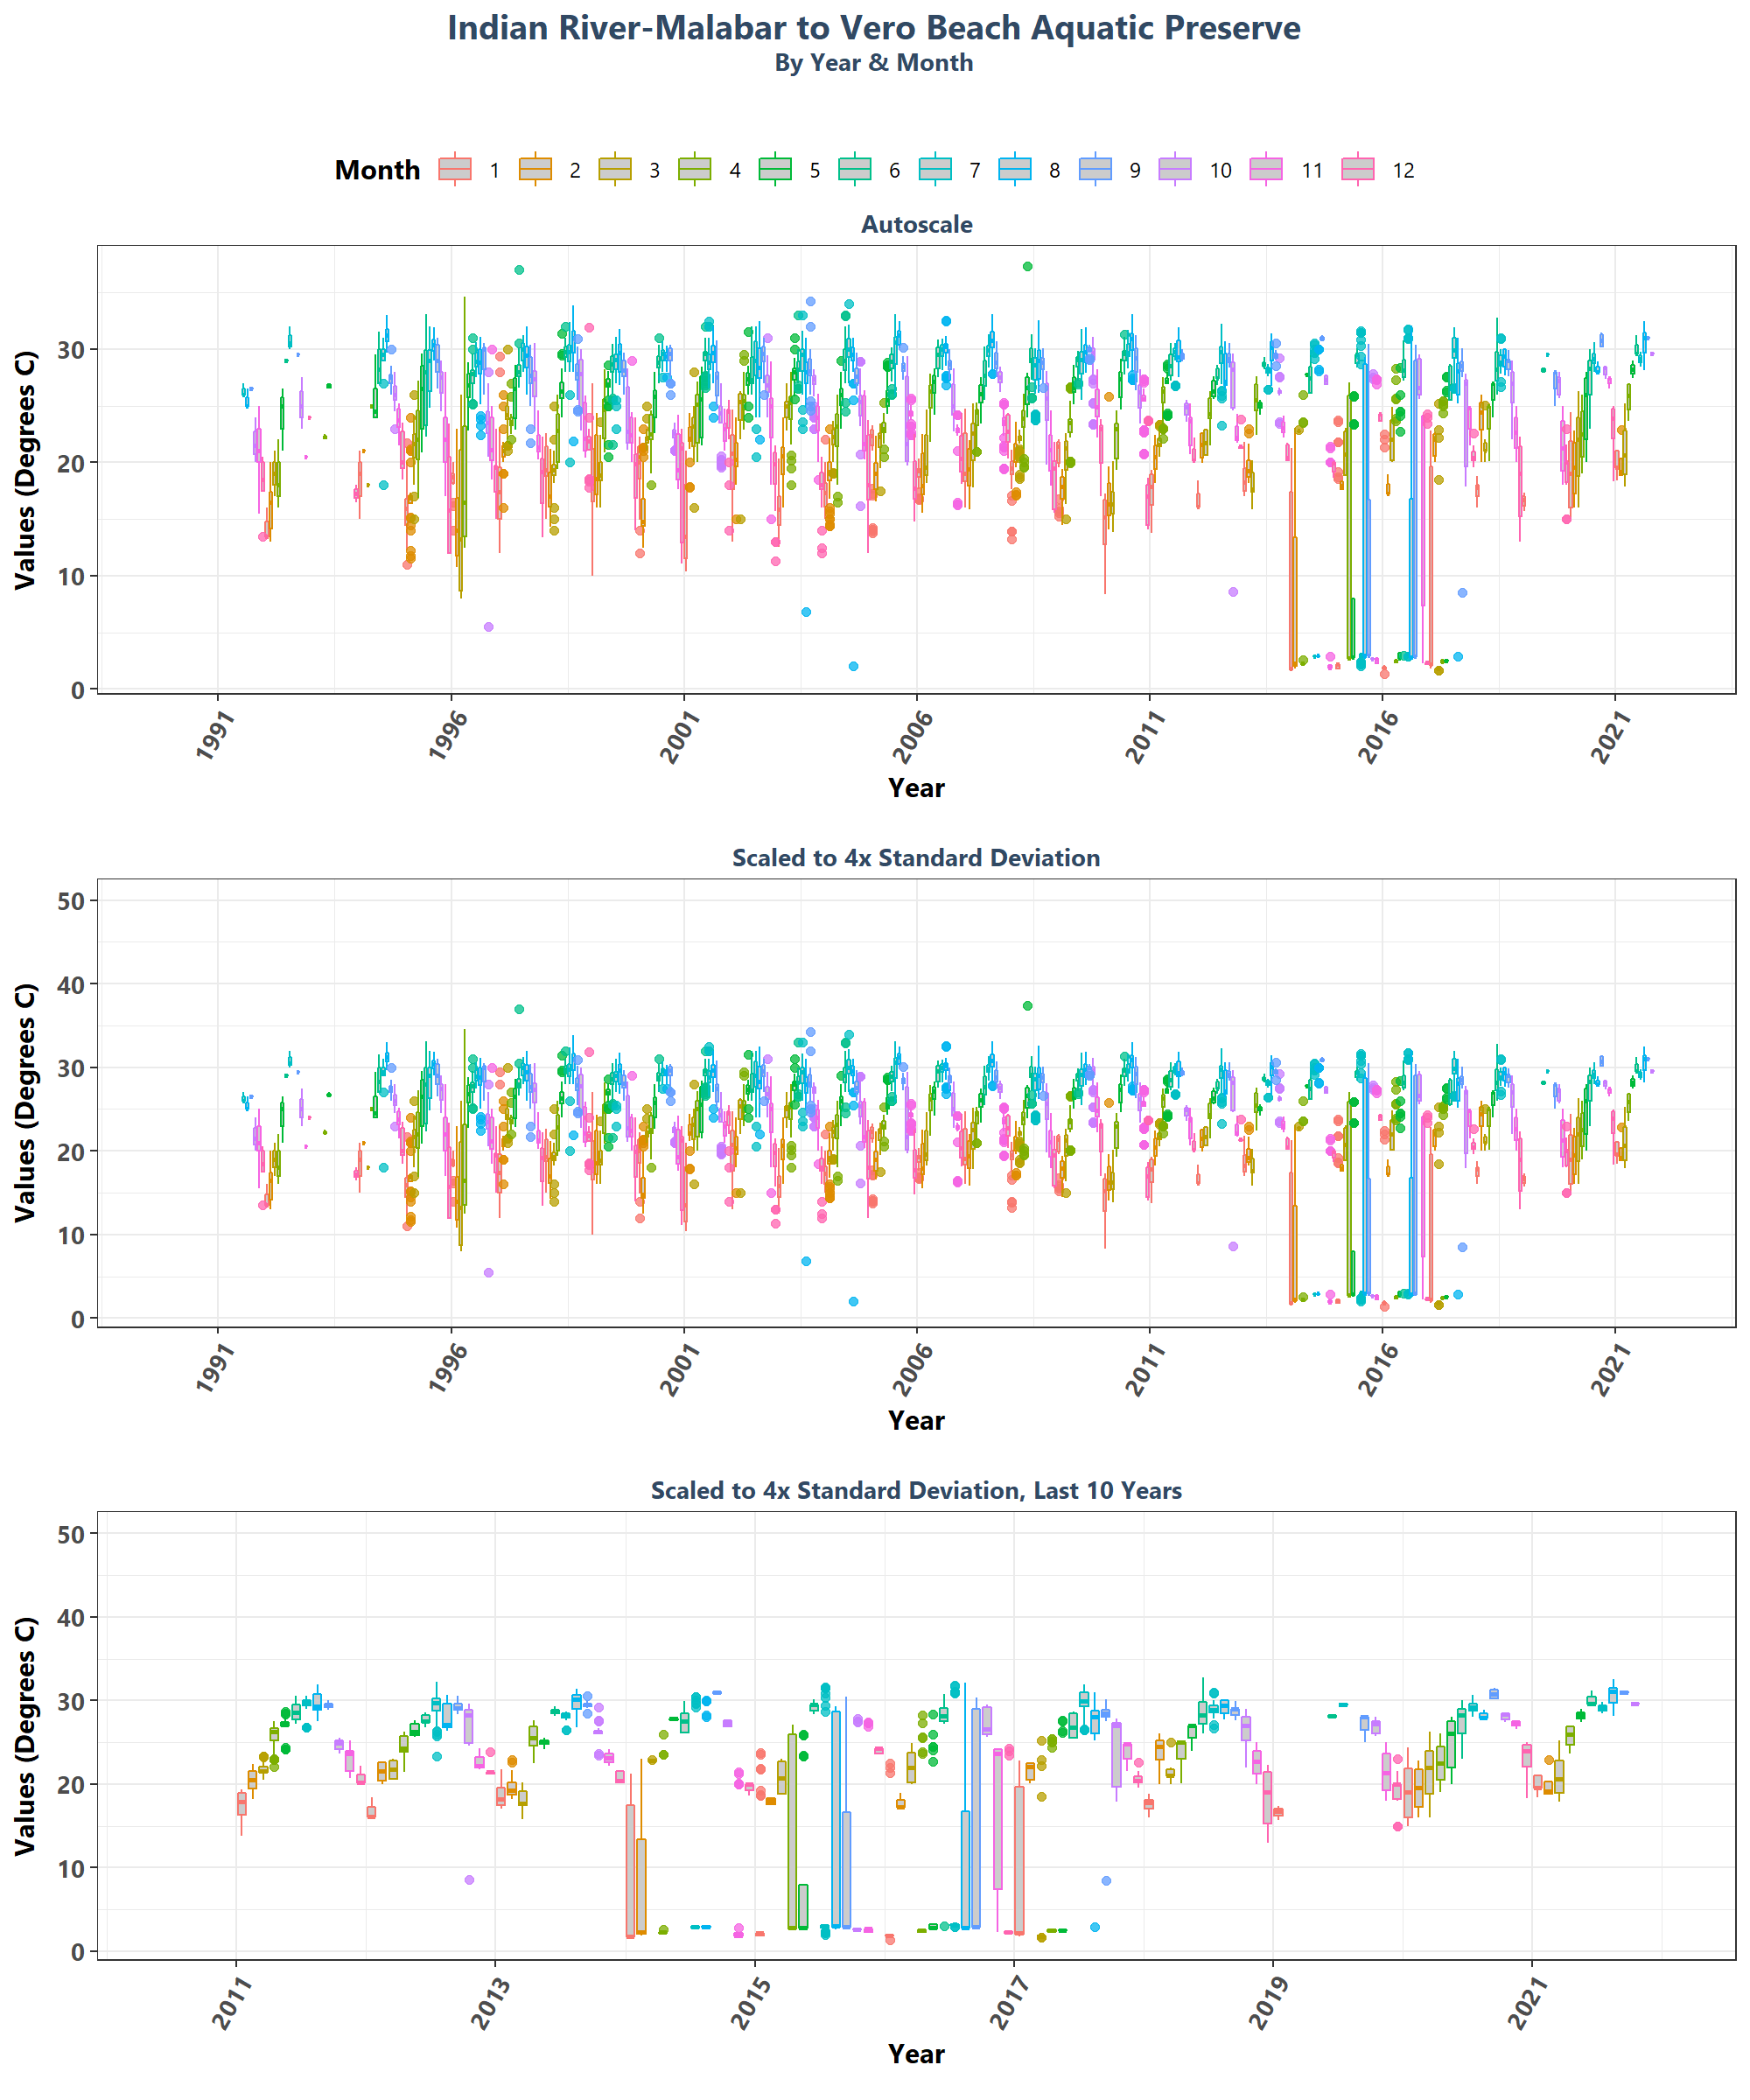 Indian River-Malabar to Vero Beach Aquatic Preserve
By Year & Month
Month 1 2 3 4 5 6 7 8 9 10 11 12
Autoscale
Values (Degrees C)
30
20
10
0
1991 1996 2001 2006 2011 2016 2021
Year
Scaled to 4x Standard Deviation
Values (Degrees C)
50
40
30
20
10
0
1991 1996 2001 2006 2011 2016 2021
Year
Scaled to 4x Standard Deviation, Last 10 Years
Values (Degrees C)
50
40
30
20
10
0
2011 2013 2015 2017 2019 2021
Year